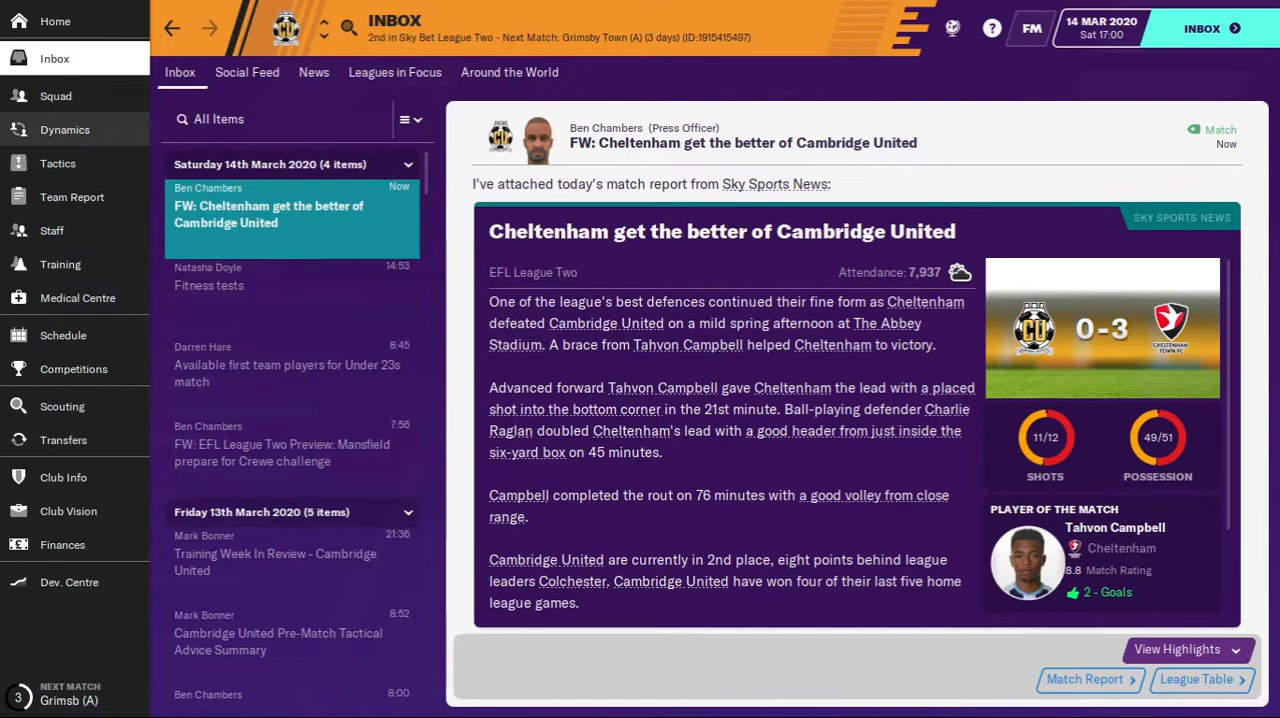 Home
Inbox
Squad
Dynamics
Tactics
Team Report
Staff
Training
Medical Centre
Schedule
Competitions
Scouting
Transfers
Club Info
Club Vision
Finances
Dev. Centre
3
NEXT MATCH
Grimsb (A)
INBOX
2nd in Sky Bet League Two - Next Match: Grimsby Town (A) (3 days) (ID:1915415497)
?
FM
14 MAR 2020
Sat 17:00
INBOX
Inbox
Social Feed
News
Leagues in Focus
Around the World
All Items
Saturday 14th March 2020 (4 items)
Ben Chambers
Now
FW: Cheltenham get the better of
Cambridge United
Natasha Doyle
14:53
Fitness tests
Darren Hare
8:45
Available first team players for Under 23s
match
Ben Chambers
7:56
FW: EFL League Two Preview: Mansfield
prepare for Crewe challenge
Friday 13th March 2020 (5 items)
Mark Bonner
21:36
Training Week In Review - Cambridge
United
Mark Bonner
8:52
Cambridge United Pre-Match Tactical
Advice Summary
Ben Chambers
8:00
Ben Chambers (Press Officer)
FW: Cheltenham get the better of Cambridge United
Match
Now
I've attached today's match report from Sky Sports News:
SKY SPORTS NEWS
Cheltenham get the better of Cambridge United
EFL League Two
Attendance: 7,937
One of the league's best defences continued their fine form as Cheltenham
defeated Cambridge United on a mild spring afternoon at The Abbey
Stadium. A brace from Tahvon Campbell helped Cheltenham to victory.
Advanced forward Tahvon Campbell gave Cheltenham the lead with a placed
shot into the bottom corner in the 21st minute. Ball-playing defender Charlie
Raglan doubled Cheltenham's lead with a good header from just inside the
six-yard box on 45 minutes.
Campbell completed the rout on 76 minutes with a good volley from close
range.
Cambridge United are currently in 2nd place, eight points behind league
leaders Colchester. Cambridge United have won four of their last five home
league games.
CU
0-3
CHELTENHAM
TOWN FC
11/12
SHOTS
49/51
POSSESSION
PLAYER OF THE MATCH
Tahvon Campbell
Cheltenham
8.8 Match Rating
2 - Goals
View Highlights
Match Report
League Table